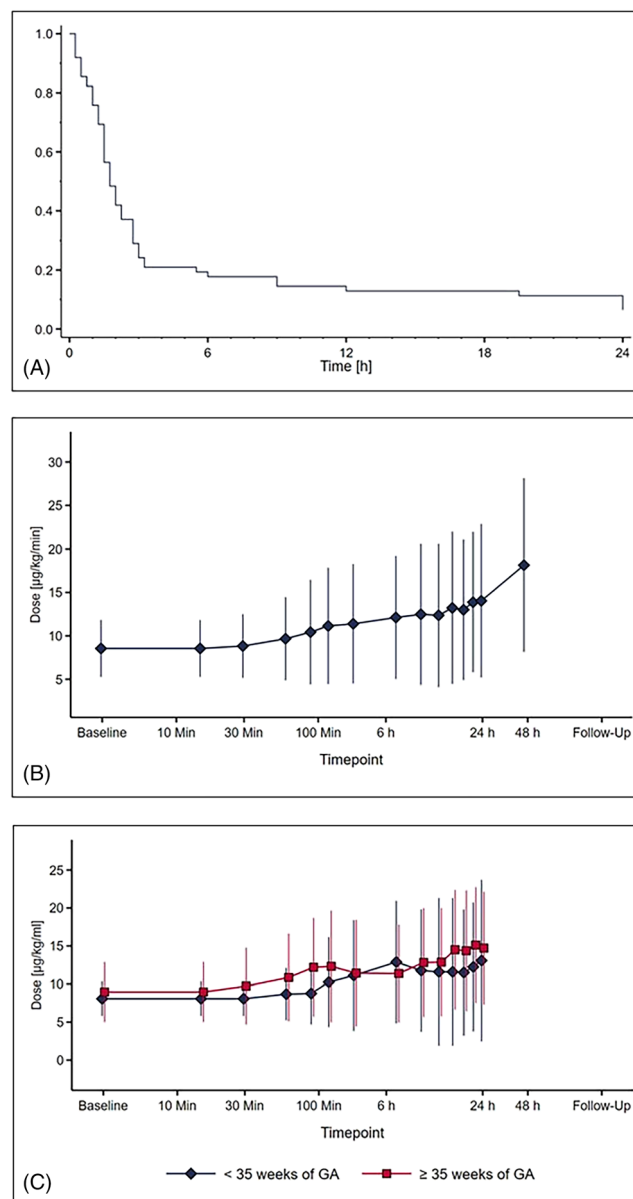 1.0
0.8
0.6
0.4
0.2
0.0
0 6 12 18 24
Time [h]
(A)
30
25
20
15
10
5
Dose [µg/kg/min]
Baseline 10 Min 30 Min 100 Min 6 h 24 h 48 h Follow-Up
Timepoint
(B)
25
20
15
10
5
0
Dose [µg/kg/ml]
Baseline 10 Min 30 Min 100 Min 6 h 24 h 48 h Follow-Up
Timepoint
(C)
< 35 weeks of GA ≥ 35 weeks of GA